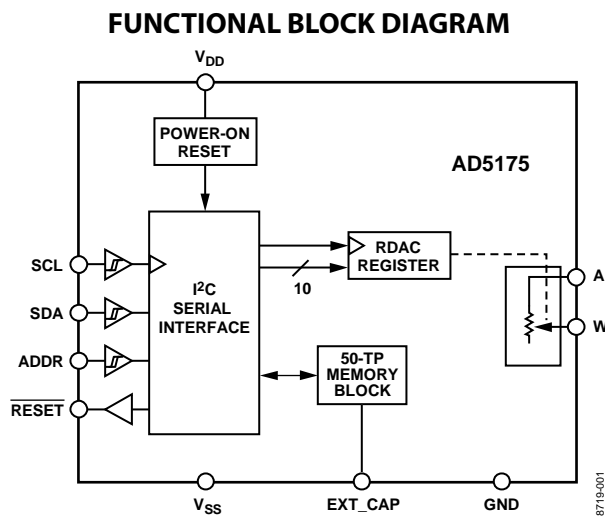 FUNCTIONAL BLOCK DIAGRAM
VDD
POWER-ON
RESET
AD5175
SCL
SDA
ADDR
RESET
I2C
SERIAL
INTERFACE
10
RDAC
REGISTER
A
W
50-TP
MEMORY
BLOCK
VSS
EXT_CAP
GND
8719-001